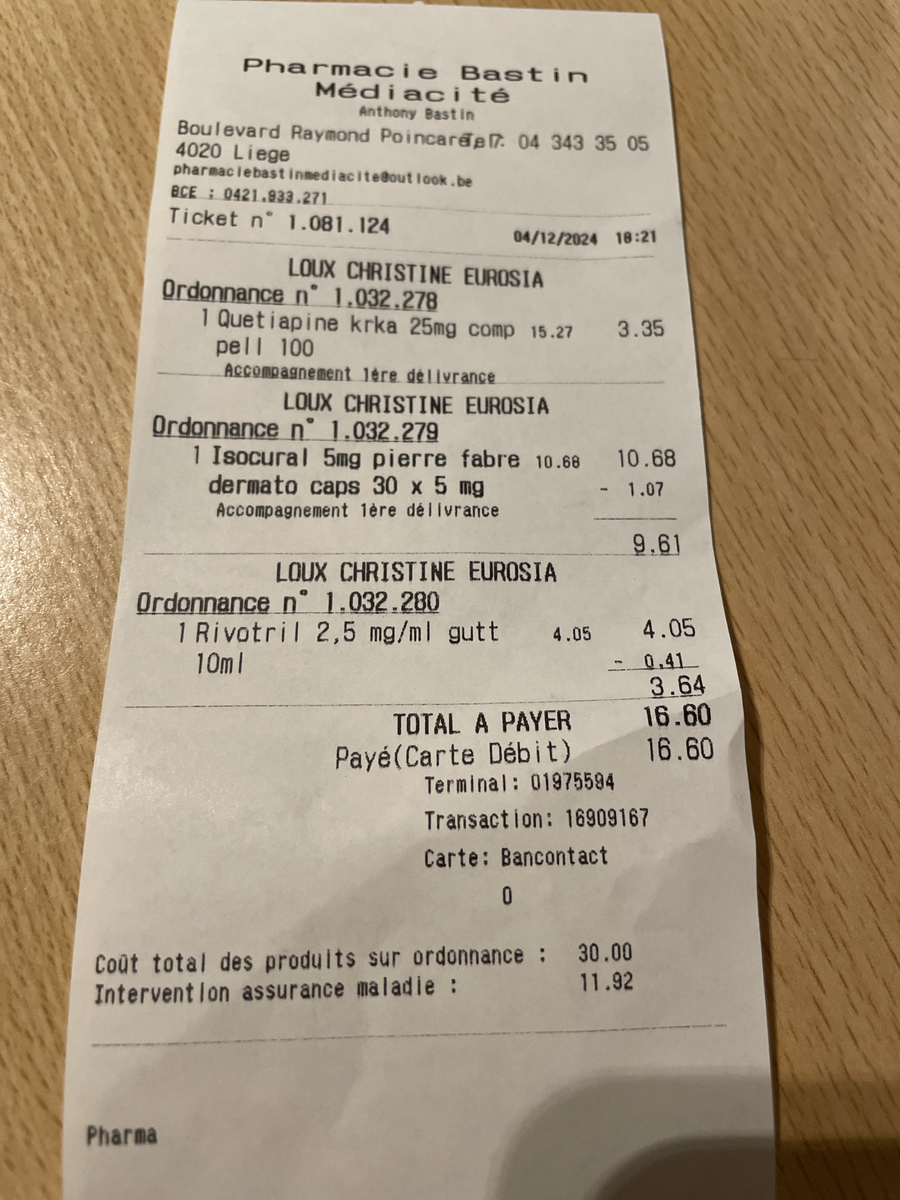 Pharmacie Bastin
Médiacité
Anthony Bastin
Boulevard Raymond Poincaré 7. Tel: 04 343 35 05
4020 Liege
pharmaciebastinmediacite@outlook.be
BCE : 0421.933.271
Ticket n° 1.081.124 04/12/2024 18:21
LOUX CHRISTINE EUROSIA
Ordonnance n° 1.032.278
1 Quetiapine krka 25mg comp 15.27 3.35
pell 100
Accompagnement 1ère délivrance
LOUX CHRISTINE EUROSIA
Ordonnance n° 1.032.279
1 Isocural 5mg pierre fabre 10.68 10.68
dermato caps 30 x 5 mg - 1.07
Accompagnement 1ère délivrance
9.61
LOUX CHRISTINE EUROSIA
Ordonnance n° 1.032.280
1 Rivotril 2,5 mg/ml gutt 4.05 4.05
10ml - 0.41
3.64
TOTAL A PAYER 16.60
Payé(Carte Débit) 16.60
Terminal: 01975594
Transaction: 16909167
Carte: Bancontact
0
Coût total des produits sur ordonnance : 30.00
Intervention assurance maladie : 11.92
Pharma